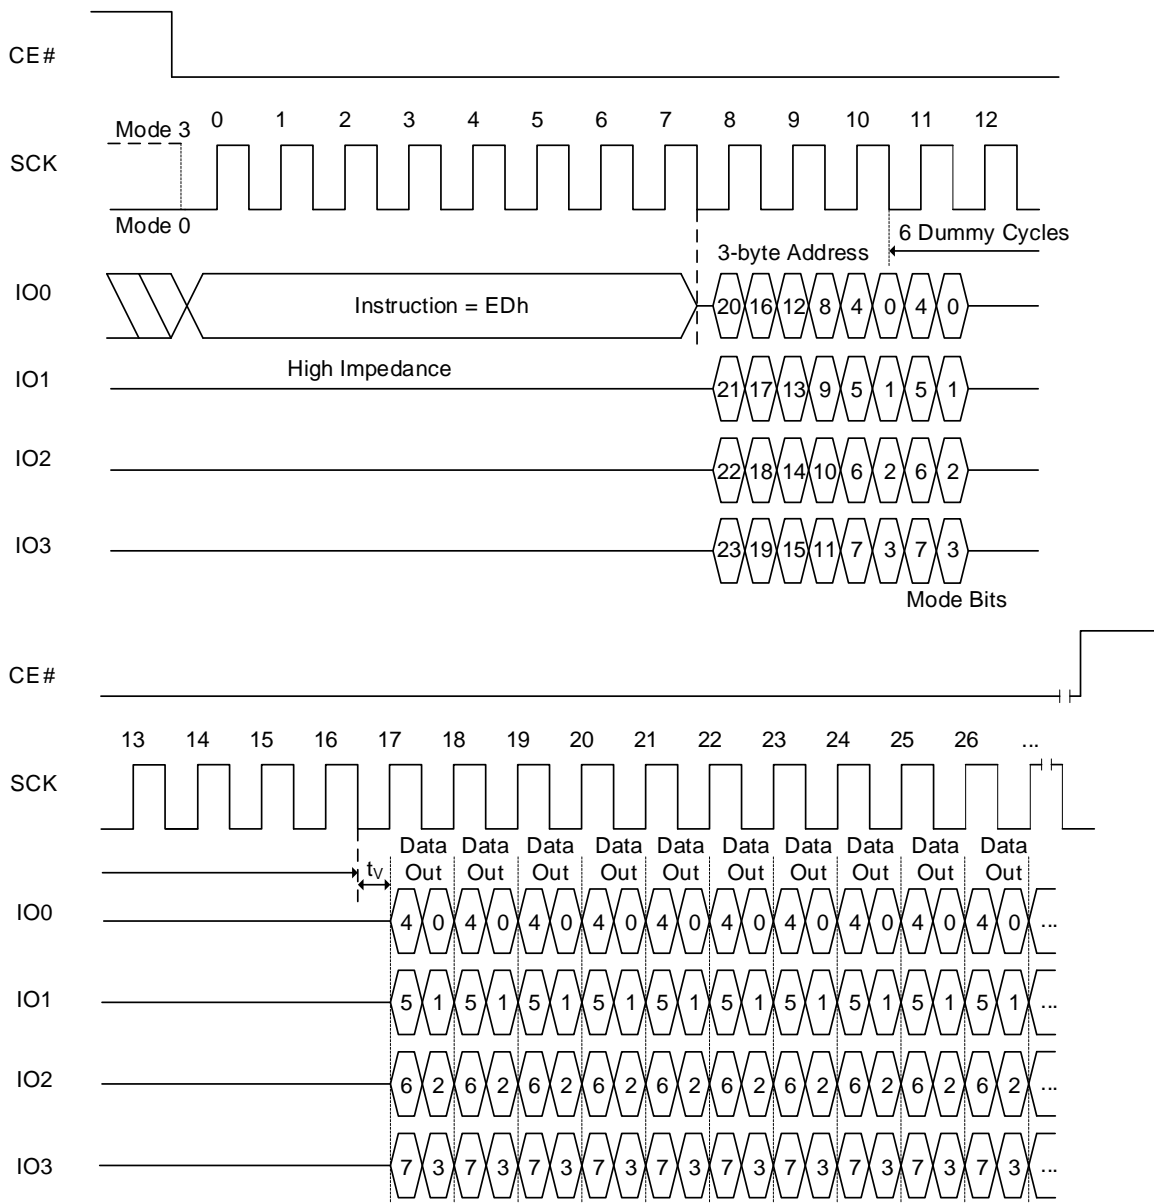 CE#
0 1 2 3 4 5 6 7 8 9 10 11 12
Mode 3
SCK
Mode 0
6 Dummy Cycles
3-byte Address
IO0
Instruction = EDh
20 16 12 8 4 0 4 0
High Impedance
IO1
21 17 13 9 5 1 5 1
IO2
22 18 14 10 6 2 6 2
IO3
23 19 15 11 7 3 7 3
Mode Bits
CE#
13 14 15 16 17 18 19 20 21 22 23 24 25 26 ...
SCK
Data Data Data Data Data Data Data Data Data Data
tV Out Out Out Out Out Out Out Out Out Out
IO0
4 0 4 0 4 0 4 0 4 0 4 0 4 0 4 0 4 0 4 0 ...
IO1
5 1 5 1 5 1 5 1 5 1 5 1 5 1 5 1 5 1 5 1 ...
IO2
6 2 6 2 6 2 6 2 6 2 6 2 6 2 6 2 6 2 6 2 ...
IO3
7 3 7 3 7 3 7 3 7 3 7 3 7 3 7 3 7 3 7 3 ...